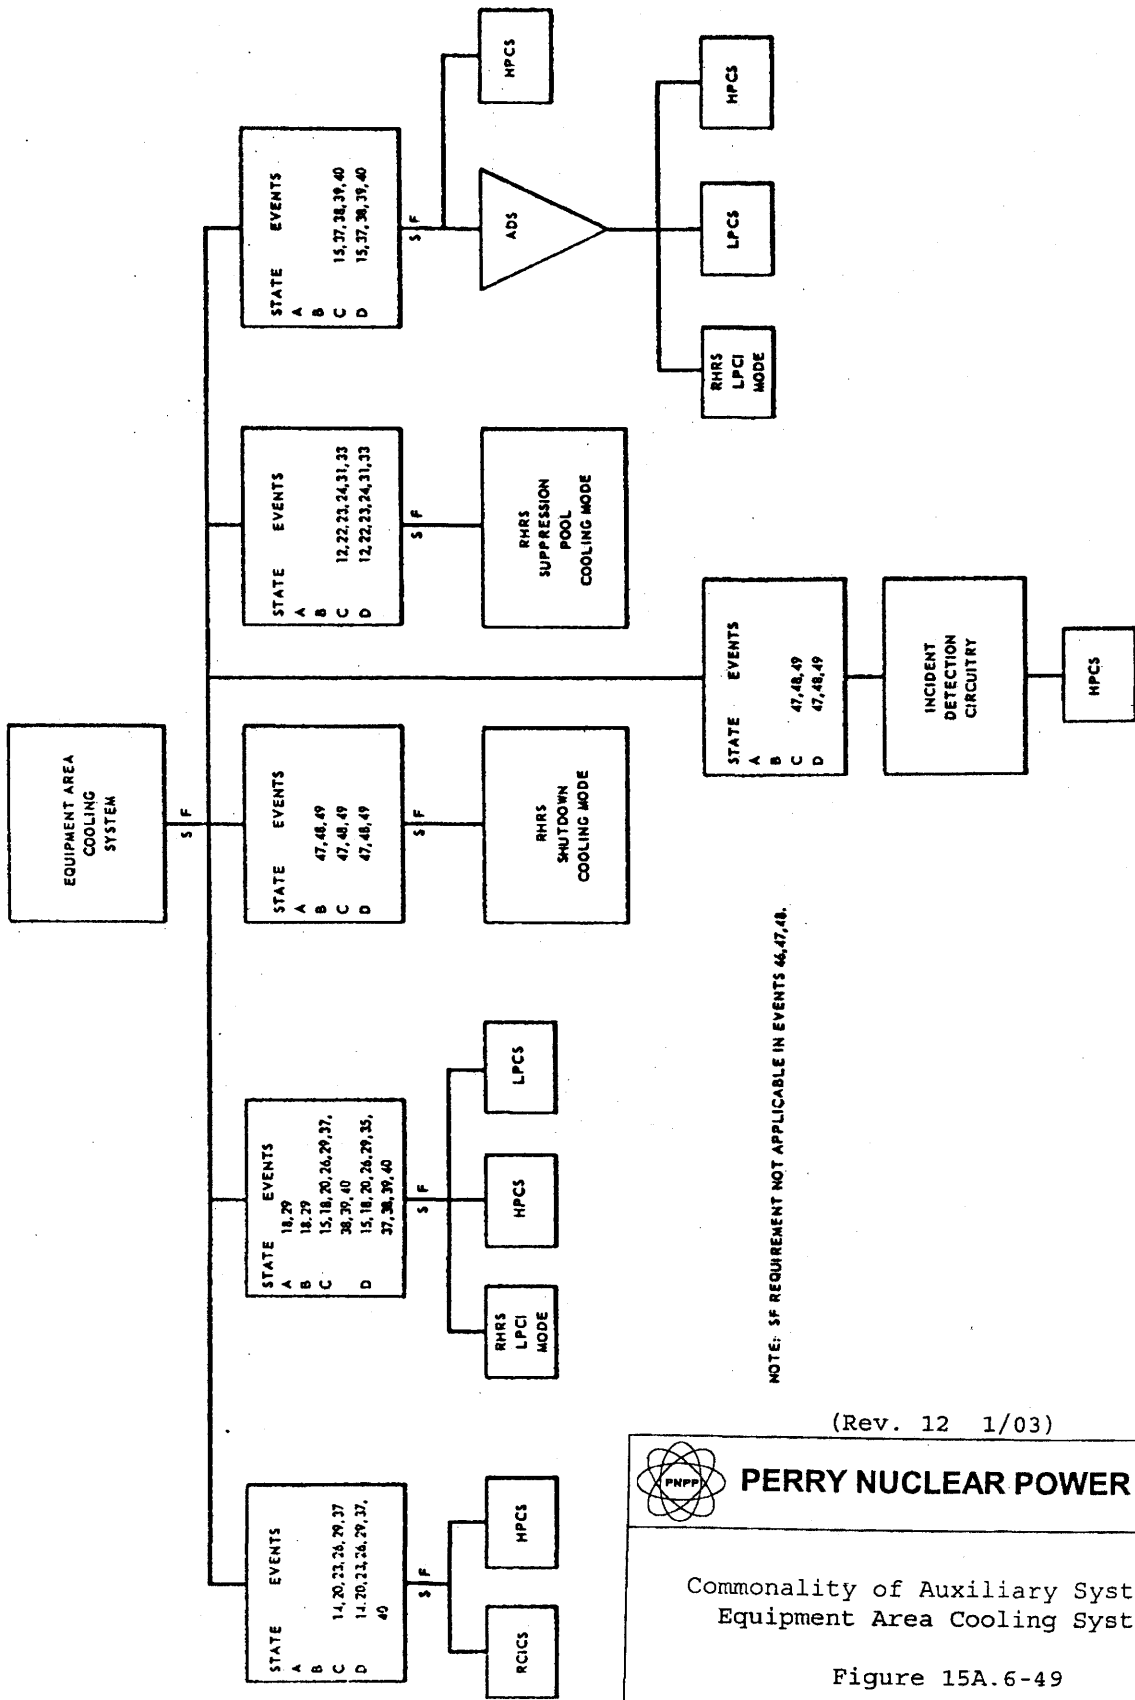 EQUIPMENT AREA
COOLING
SYSTEM
S F
STATE EVENTS
A
B
C 14,20,23,26,29,37
D 14,20,23,26,29,37,
40
S F
RCICS
HPCS
STATE EVENTS
A 18,29
B 18,29
C 15,18,20,26,29,37,
38,39,40
D 15,18,20,26,29,35,
37,38,39,40
S F
RHRS
LPCI
MODE
HPCS
LPCS
STATE EVENTS
A
B 47,48,49
C 47,48,49
D 47,48,49
S F
RHRS
SHUTDOWN
COOLING MODE
STATE EVENTS
A
B
C 12,22,23,24,31,33
D 12,22,23,24,31,33
S F
RHRS
SUPPRESSION
POOL
COOLING MODE
STATE EVENTS
A
B
C 15,37,38,39,40
D 15,37,38,39,40
S F
ADS
HPCS
RHRS
LPCI
MODE
LPCS
HPCS
STATE EVENTS
A
B
C 47,48,49
D 47,48,49
INCIDENT
DETECTION
CIRCUITRY
HPCS
NOTE: SF REQUIREMENT NOT APPLICABLE IN EVENTS 46,47,48.
(Rev. 12 1/03)
PNPP
PERRY NUCLEAR POWER
Commonality of Auxiliary Syst
Equipment Area Cooling Syst
Figure 15A.6-49